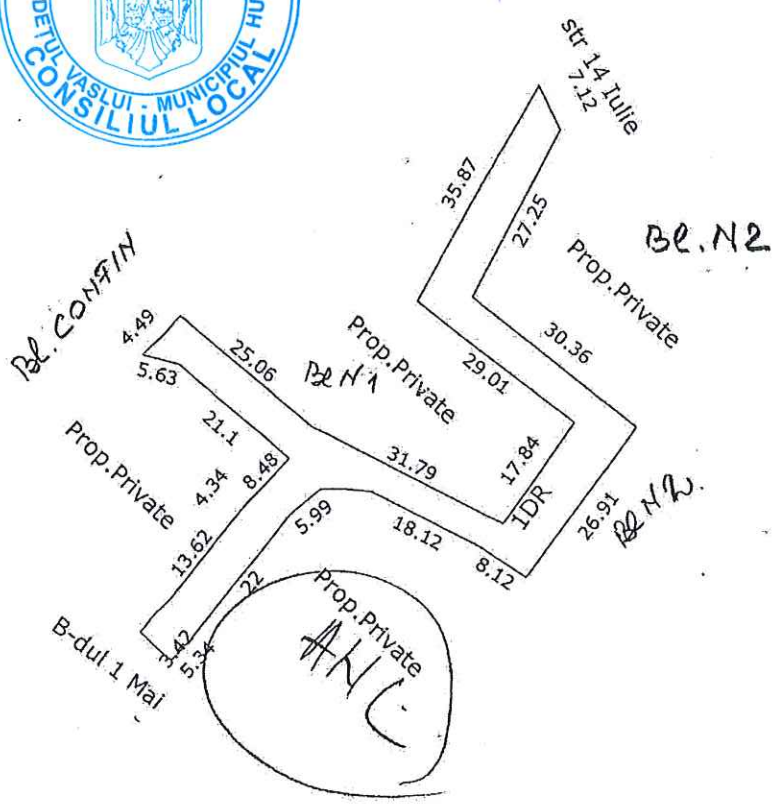 JUDEȚUL VASLUI - MUNICIPIUL HU
CONSILIUL LOCAL
str 14 Iulie
7.12
35.87
27.25
Bl. N2
Prop.Private
30.36
Bl. CONFIN
4.49
25.06
5.63
Bl N1
Prop.Private
29.01
21.1
Prop.Private
4.34
8.48
31.79
17.84
1DR
13.62
5.99
18.12
26.91
Bl N2.
8.12
22
Prop.Private
ANL
B-dul 1 Mai
3.42
5.34